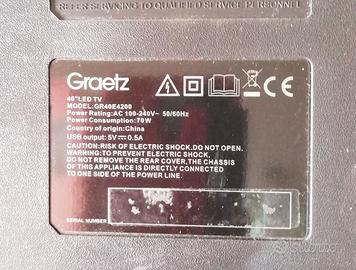 REFER SERVICING TO QUALIFIED SERVICE PERSONNEL
Graetz
40"LED TV
MODEL:GR40E4200
Power Rating:AC 100-240V~ 50/60Hz
Power Consumption:70W
Country of origin:China
USB output: 5V⎓0.5A
CAUTION:RISK OF ELECTRIC SHOCK.DO NOT OPEN.
WARNING:TO PREVENT ELECTRIC SHOCK
DO NOT REMOVE THE REAR COVER,THE CHASSIS
OF THIS APPLIANCE IS DIRECTLY CONNECTED
TO ONE SIDE OF THE POWER LINE.
SERIAL NUMBER
subito